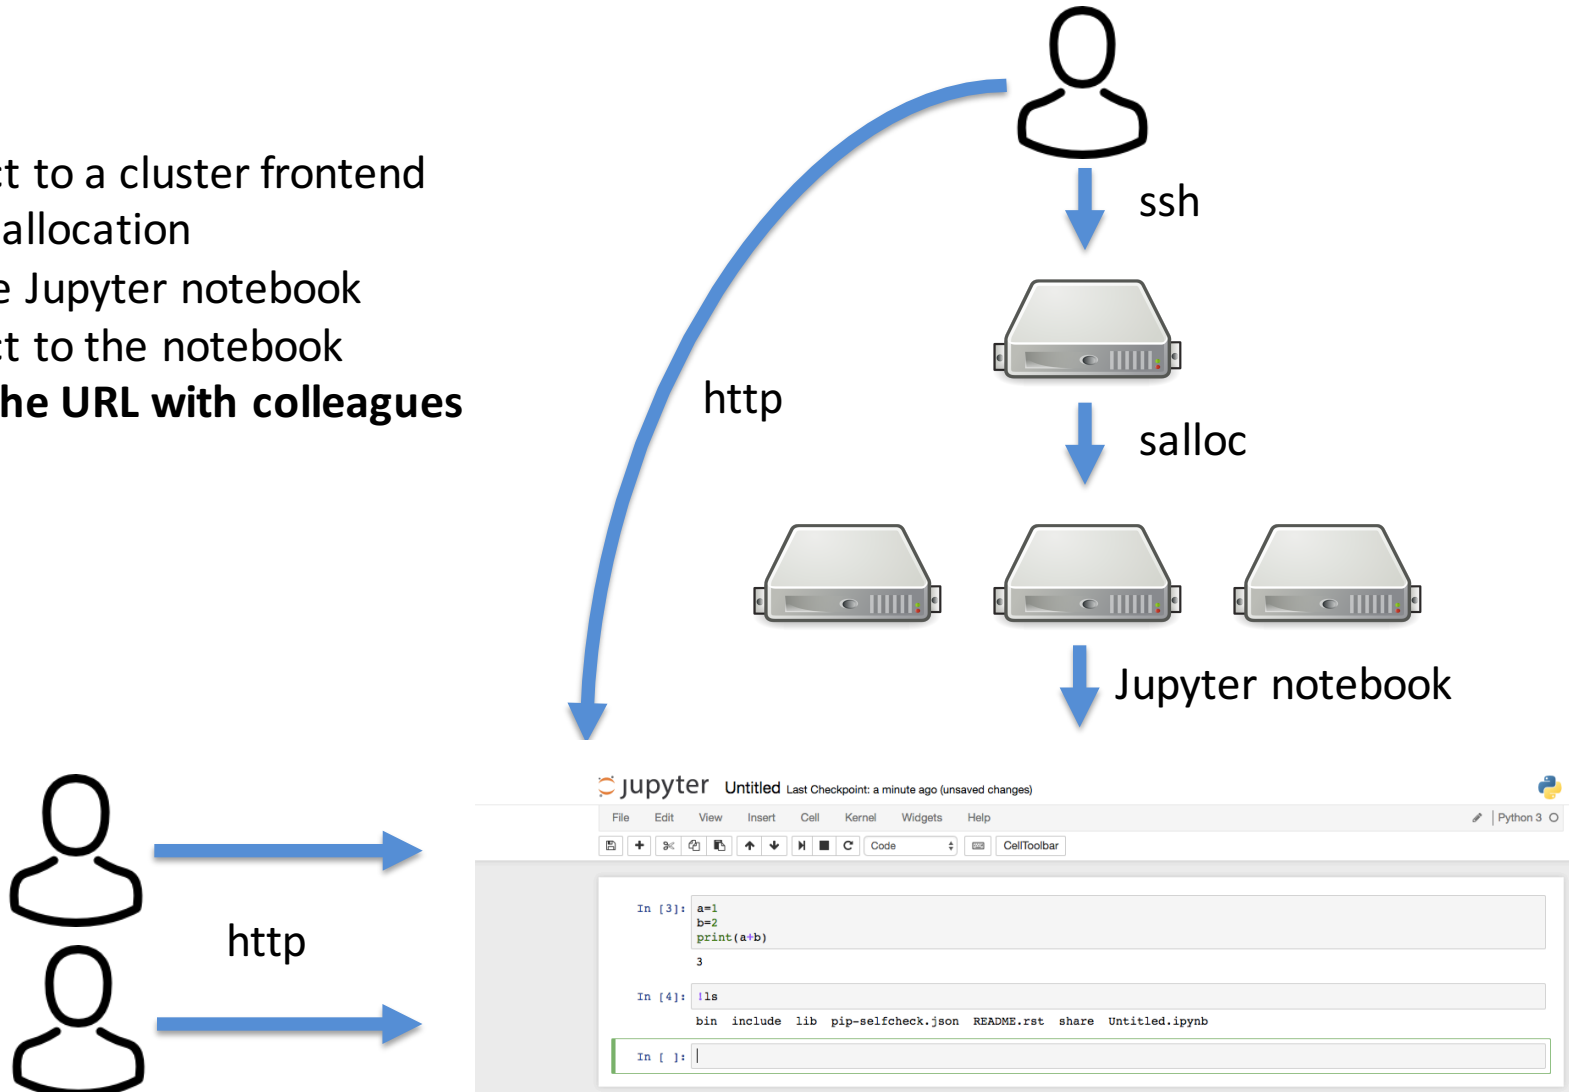 ct to a cluster frontend
allocation
e Jupyter notebook
ct to the notebook
he URL with colleagues
ssh
http
salloc
Jupyter notebook
http
jupyter Untitled Last Checkpoint: a minute ago (unsaved changes)
File Edit View Insert Cell Kernel Widgets Help Python 3
Code CellToolbar
In [3]: a=1
b=2
print(a+b)
3
In [4]: !ls
bin include lib pip-selfcheck.json README.rst share Untitled.ipynb
In [ ]: